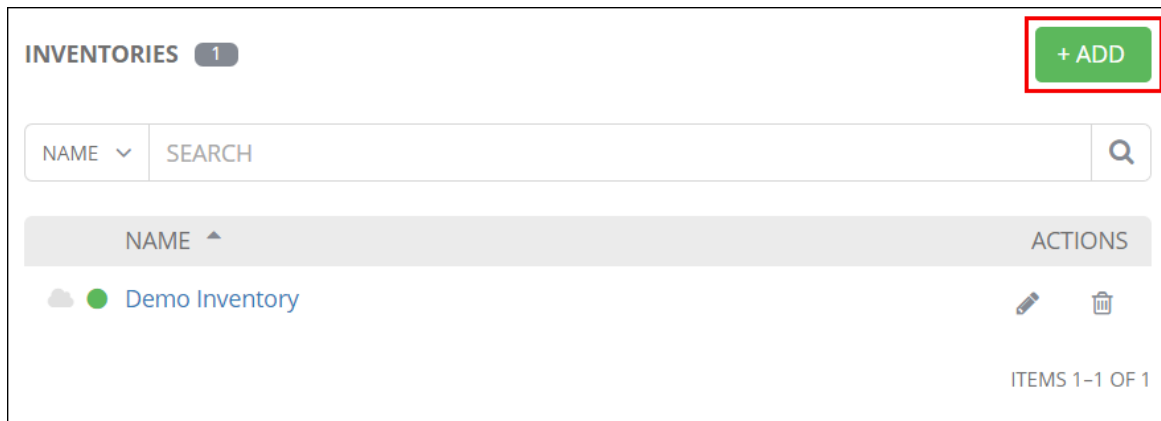 INVENTORIES 1
+ ADD
NAME SEARCH
NAME ACTIONS
Demo Inventory
ITEMS 1–1 OF 1